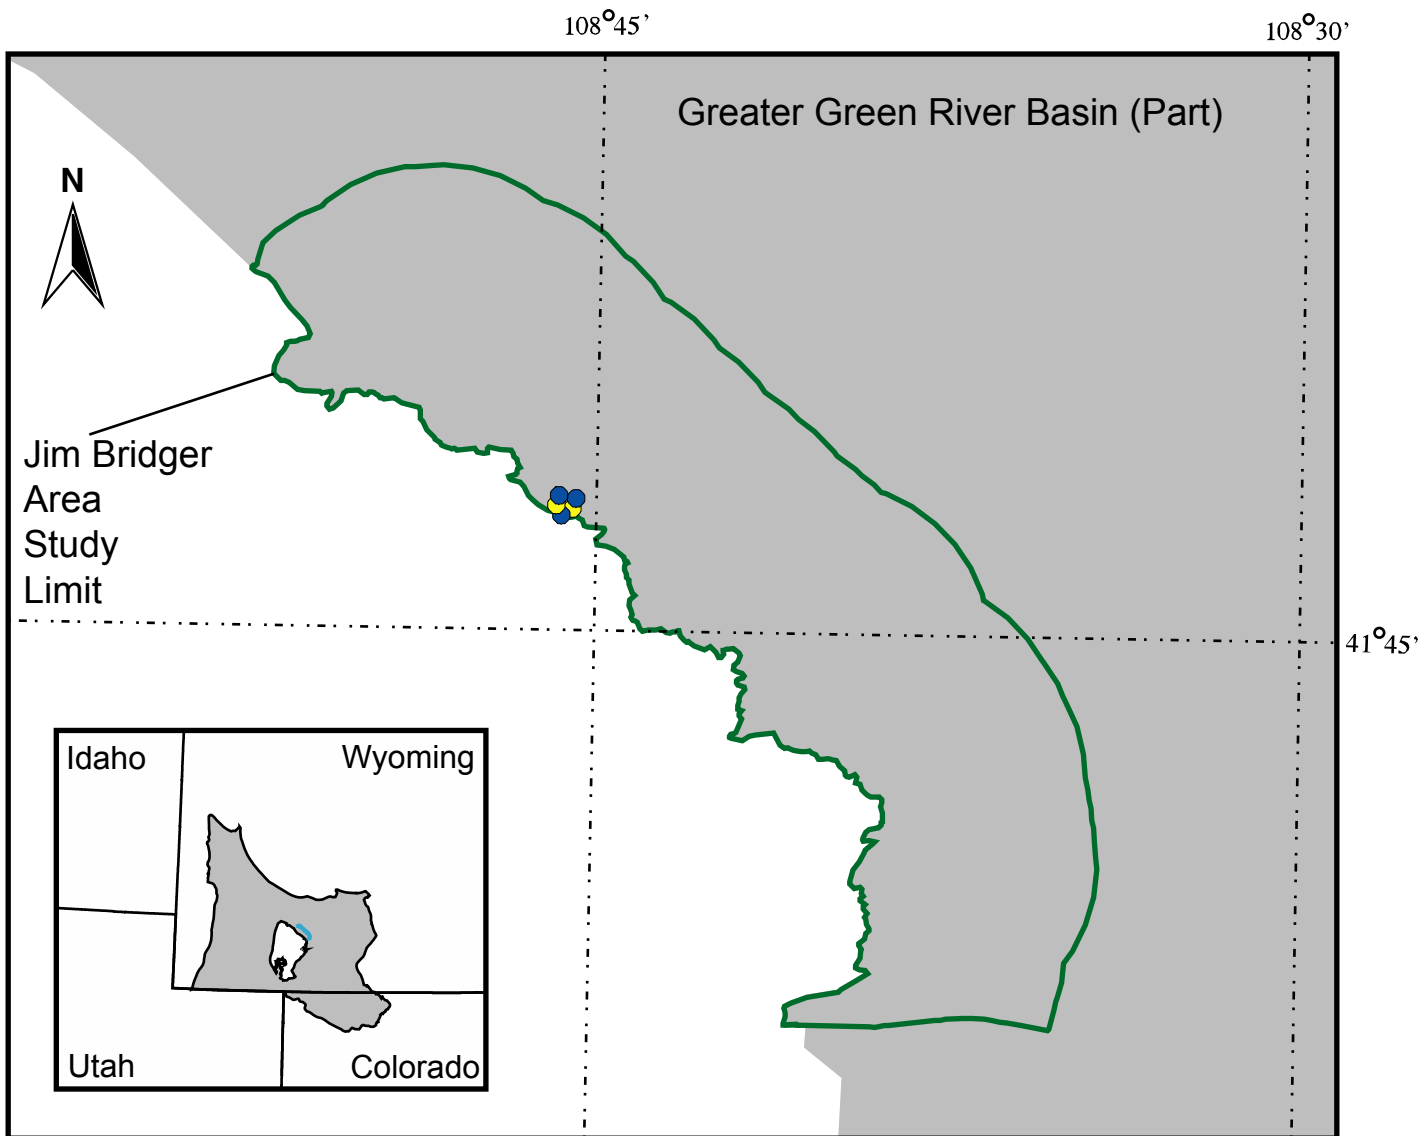 108°45’
108°30’
Greater Green River Basin (Part)
N
Jim Bridger
Area
Study
Limit
41°45’
Idaho
Wyoming
Utah
Colorado